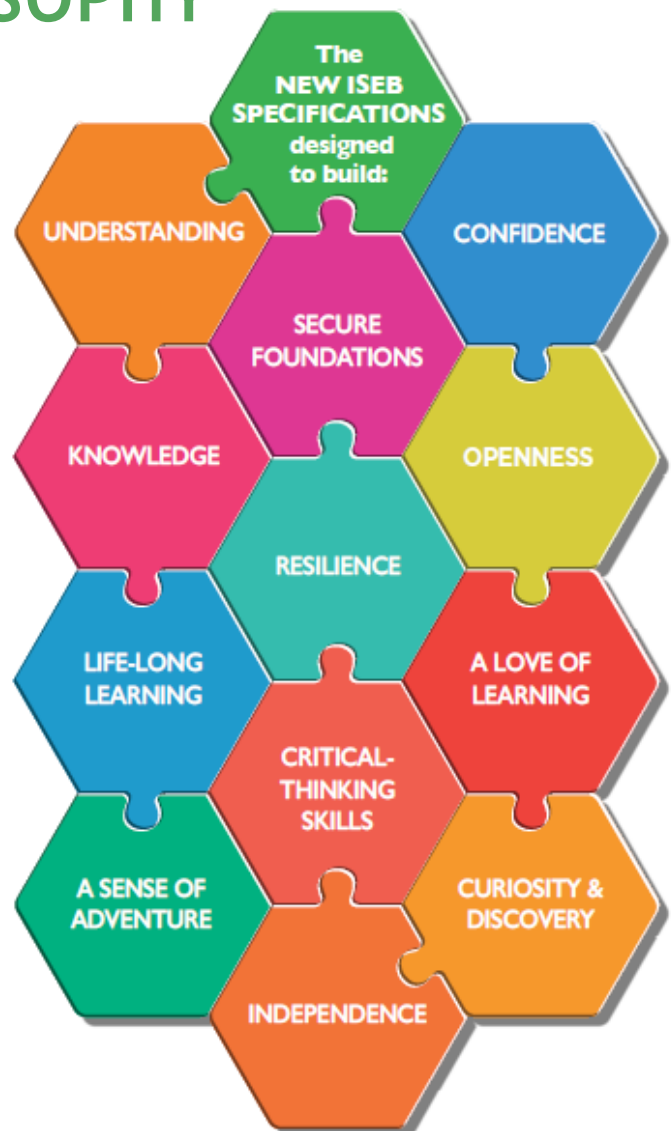 The
NEW ISEB
SPECIFICATIONS
designed
to build:
UNDERSTANDING
CONFIDENCE
SECURE
FOUNDATIONS
KNOWLEDGE
OPENNESS
RESILIENCE
LIFE-LONG
LEARNING
A LOVE OF
LEARNING
CRITICAL-
THINKING
SKILLS
A SENSE OF
ADVENTURE
CURIOSITY &
DISCOVERY
INDEPENDENCE